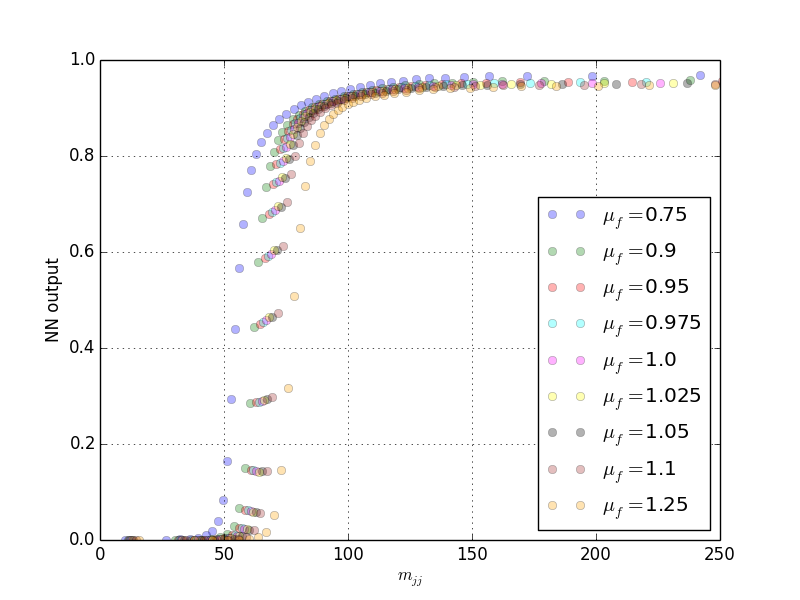 1.0
0.8
0.6
0.4
0.2
0.0
NN output
0
50
100
150
200
250
m_{jj}
μ_f =0.75
μ_f =0.9
μ_f =0.95
μ_f =0.975
μ_f =1.0
μ_f =1.025
μ_f =1.05
μ_f =1.1
μ_f =1.25